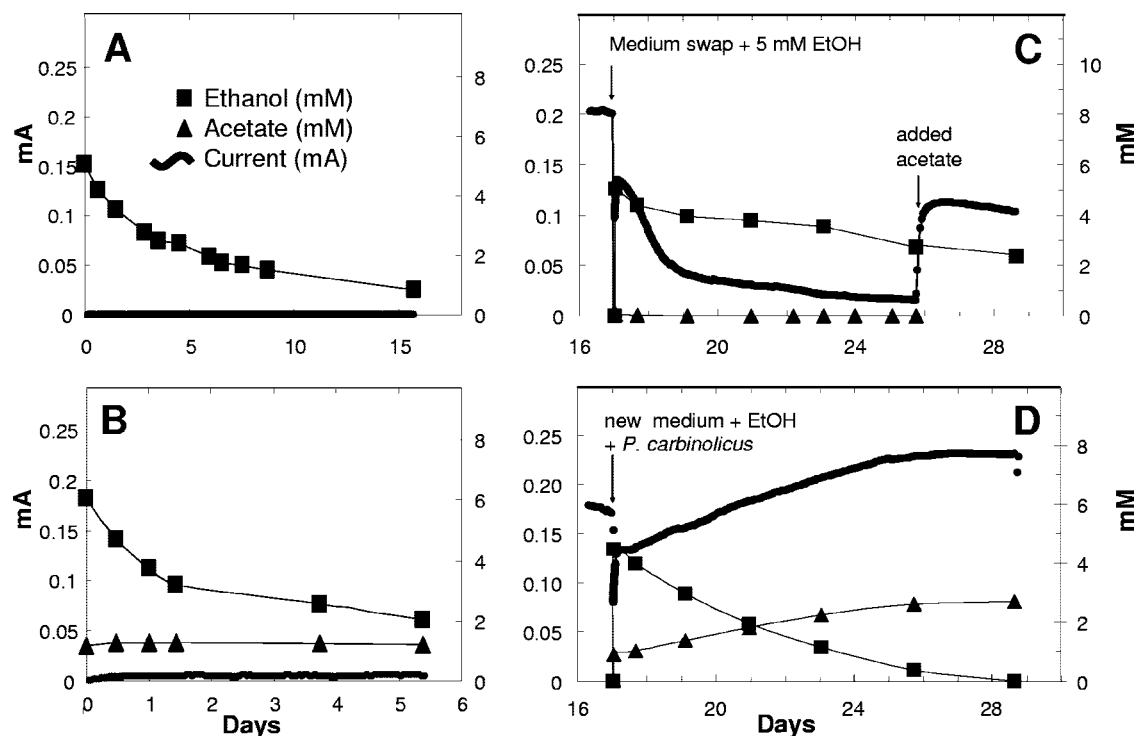 A
0.25
0.2
0.15
0.1
0.05
0
mA
8
6
4
2
0
0 5 10 15
Ethanol (mM)
Acetate (mM)
Current (mA)
C
Medium swap + 5 mM EtOH
added
acetate
0.25
0.2
0.15
0.1
0.05
0
10
8
6
4
2
0
mM
16 20 24 28
B
0.25
0.2
0.15
0.1
0.05
0
mA
8
6
4
2
0
0 1 2 3 4 5 6
Days
D
new medium + EtOH
+ P. carbinolicus
0.25
0.20
0.15
0.10
0.05
0
8
6
4
2
0
mM
16 20 24 28
Days